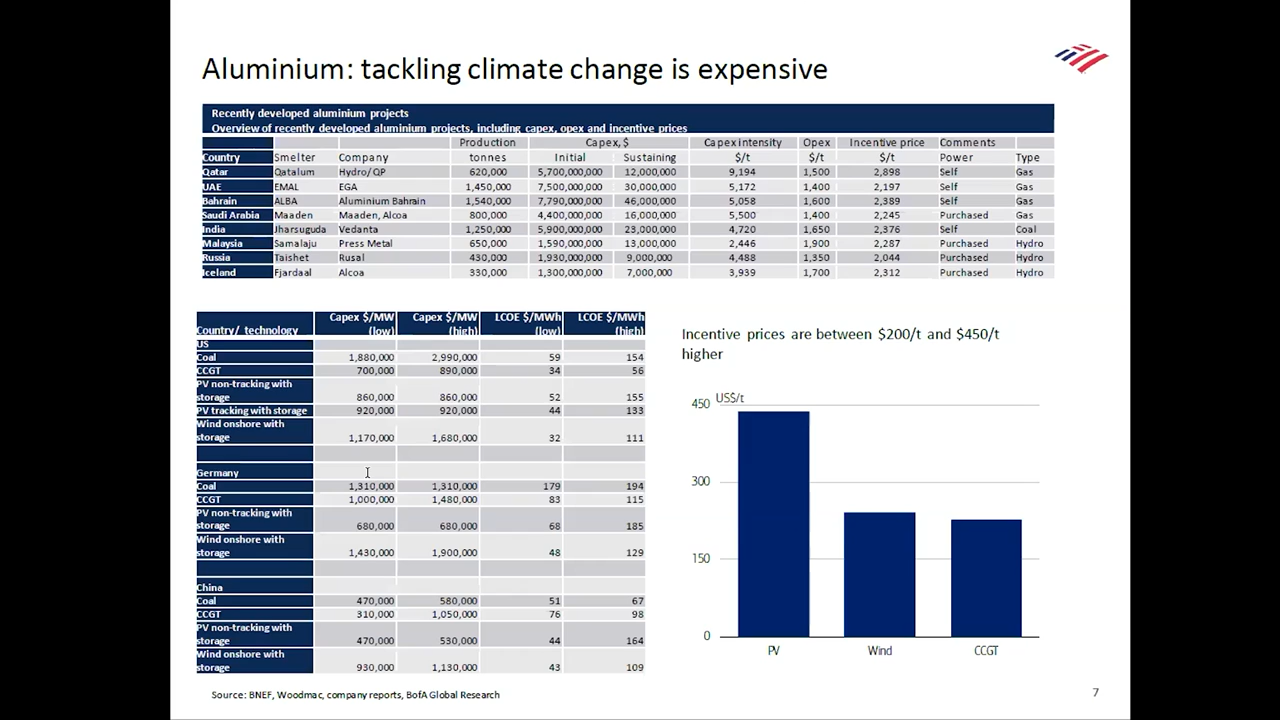 Aluminium: tackling climate change is expensive
Recently developed aluminium projects
Overview of recently developed aluminium projects, including capex, opex and incentive prices
Production Capex, $ Capex intensity Opex Incentive price Comments
Country Smelter Company tonnes Initial Sustaining $/t $/t $/t Power Type
Qatar Qatalum Hydro/QP 620,000 5,700,000,000 12,000,000 9,194 1,500 2,898 Self Gas
UAE EMAL EGA 1,450,000 7,500,000,000 30,000,000 5,172 1,400 2,197 Self Gas
Bahrain ALBA Aluminium Bahrain 1,540,000 7,790,000,000 46,000,000 5,058 1,600 2,389 Self Gas
Saudi Arabia Maaden Maaden, Alcoa 800,000 4,400,000,000 16,000,000 5,500 1,400 2,245 Purchased Gas
India Jharsuguda Vedanta 1,250,000 5,900,000,000 23,000,000 4,720 1,650 2,376 Self Coal
Malaysia Samalaju Press Metal 650,000 1,590,000,000 13,000,000 2,446 1,900 2,287 Purchased Hydro
Russia Taishet Rusal 430,000 1,930,000,000 9,000,000 4,488 1,350 2,044 Purchased Hydro
Iceland Fjardaal Alcoa 330,000 1,300,000,000 7,000,000 3,939 1,700 2,312 Purchased Hydro
Capex $/MW Capex $/MW LCOE $/MWh LCOE $/MWh
Country/ technology (low) (high) (low) (high)
US
Coal 1,880,000 2,990,000 59 154
CCGT 700,000 890,000 34 56
PV non-tracking with
storage 860,000 860,000 52 155
PV tracking with storage 920,000 920,000 44 133
Wind onshore with
storage 1,170,000 1,680,000 32 111
Germany
Coal 1,310,000 1,310,000 179 194
CCGT 1,000,000 1,480,000 83 115
PV non-tracking with
storage 680,000 680,000 68 185
Wind onshore with
storage 1,430,000 1,900,000 48 129
China
Coal 470,000 580,000 51 67
CCGT 310,000 1,050,000 76 98
PV non-tracking with
storage 470,000 530,000 44 164
Wind onshore with
storage 930,000 1,130,000 43 109
Incentive prices are between $200/t and $450/t
higher
US$/t
450
300
150
0
PV Wind CCGT
Source: BNEF, Woodmac, company reports, BofA Global Research
7